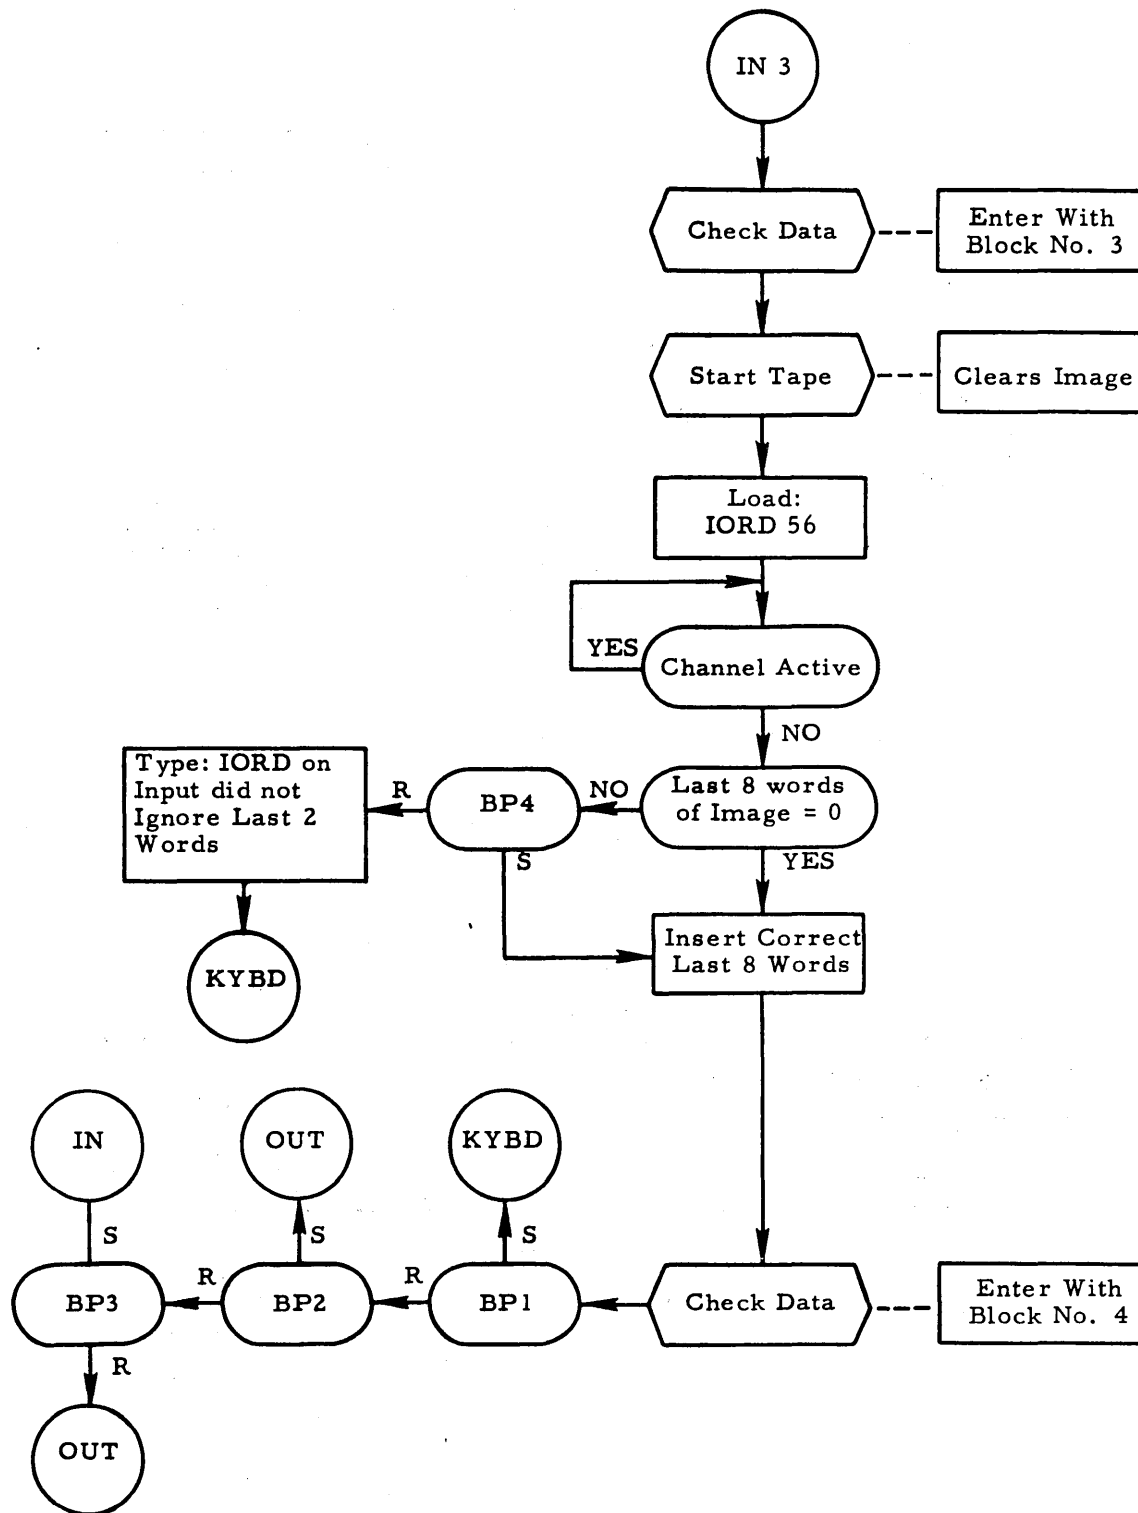 IN 3
Check Data
Enter With
Block No. 3
Start Tape
Clears Image
Load:
IORD 56
YES
Channel Active
NO
Type: IORD on
Input did not
Ignore Last 2
Words
R
BP4
NO
Last 8 words
of Image = 0
S
YES
Insert Correct
Last 8 Words
KYBD
IN
OUT
KYBD
S
S
S
BP3
R
BP2
R
BP1
Check Data
Enter With
Block No. 4
R
OUT